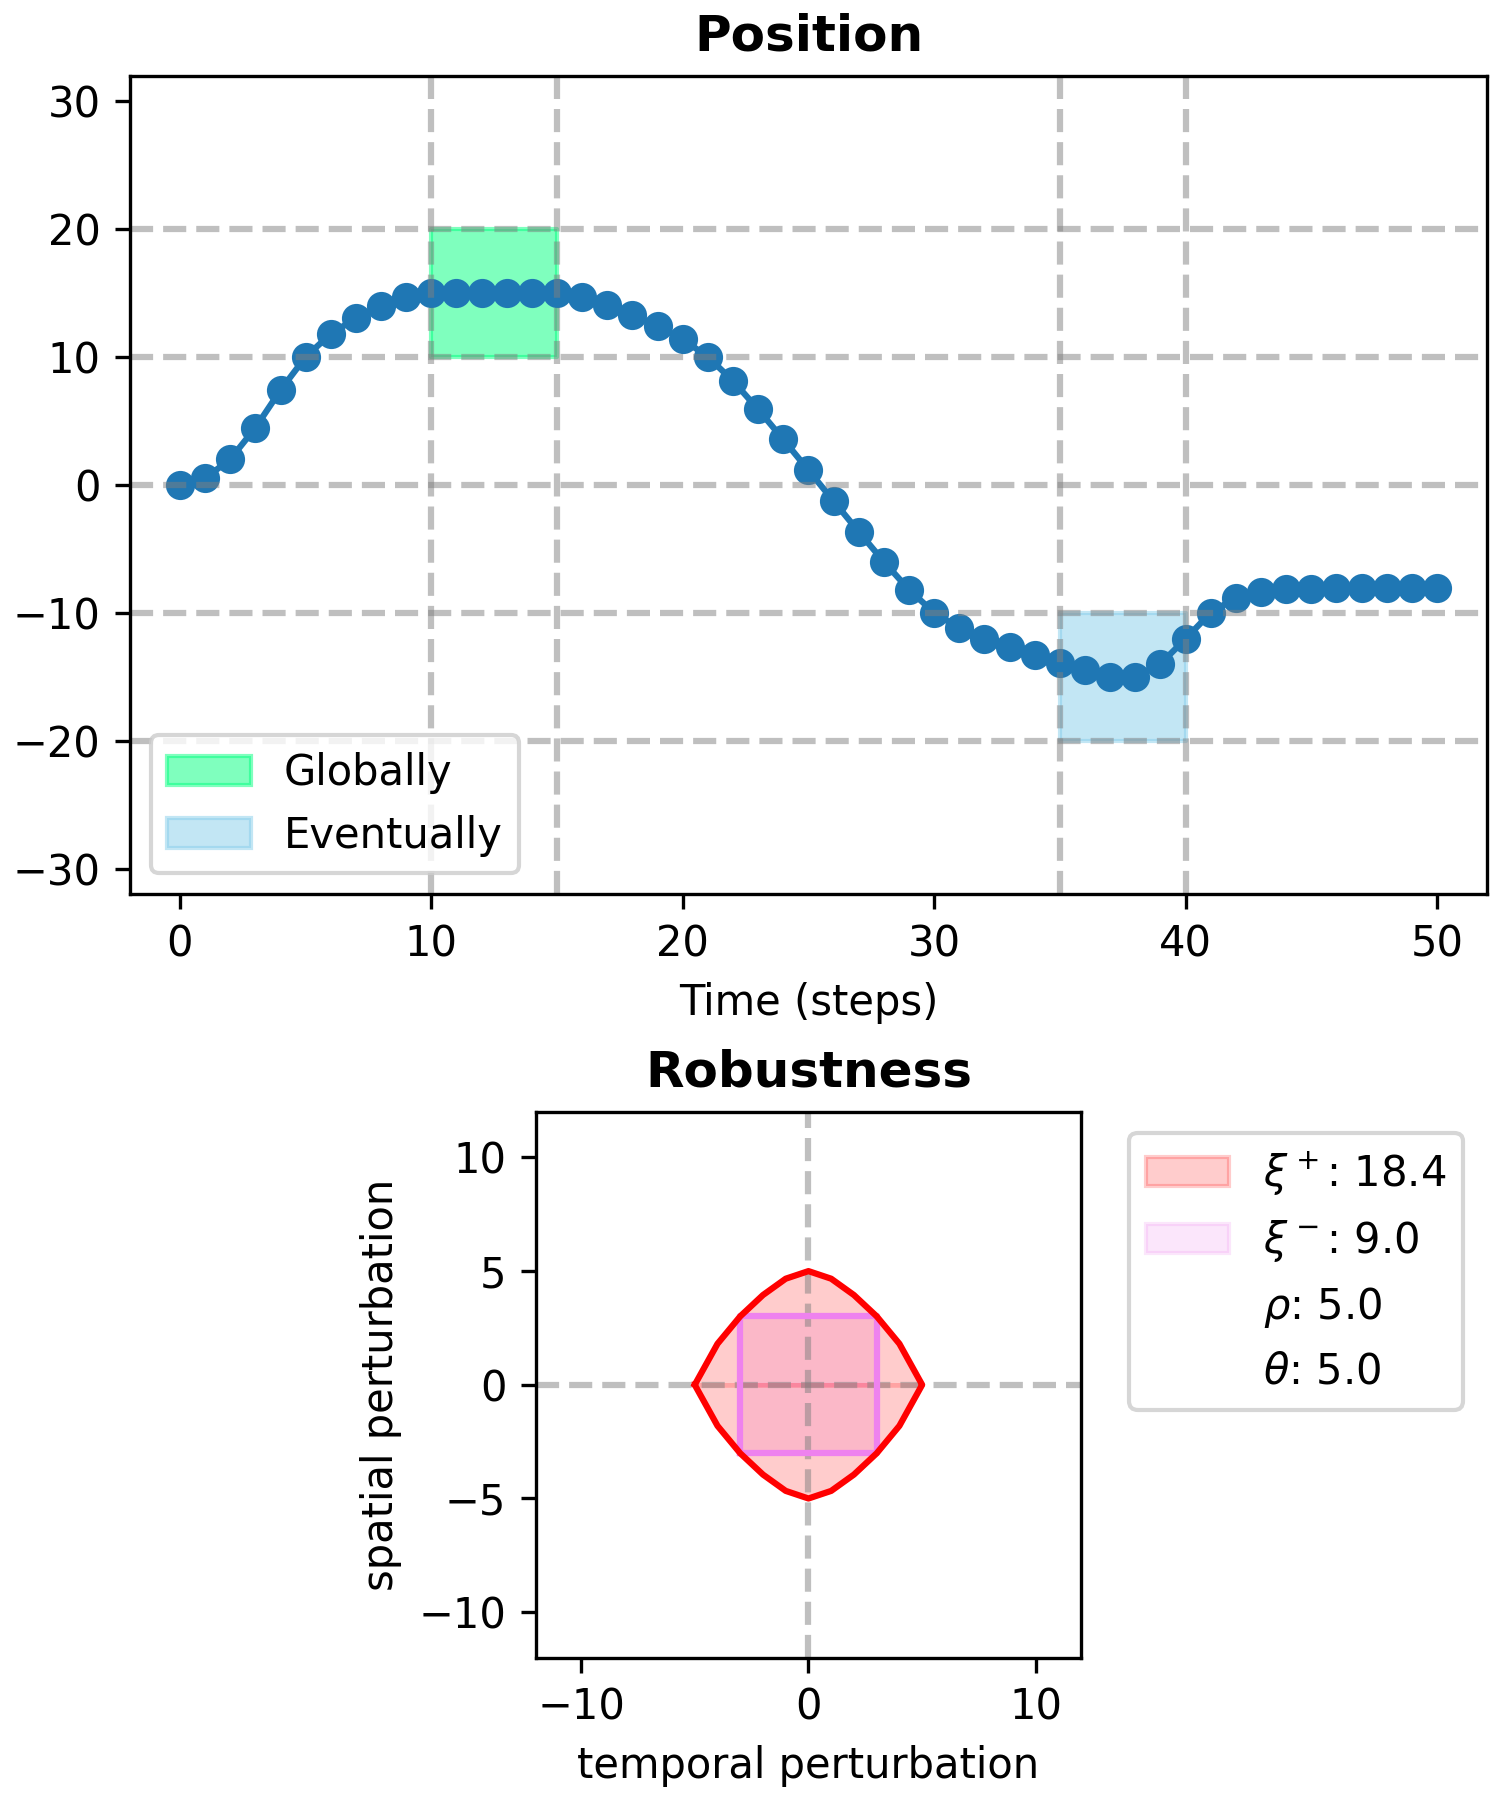 Position
30
20
10
0
−10
−20
−30
Globally
Eventually
0 10 20 30 40 50
Time (steps)
Robustness
spatial perturbation
10
5
0
−5
−10
−10 0 10
temporal perturbation
ξ⁺: 18.4
ξ⁻: 9.0
ρ: 5.0
θ: 5.0